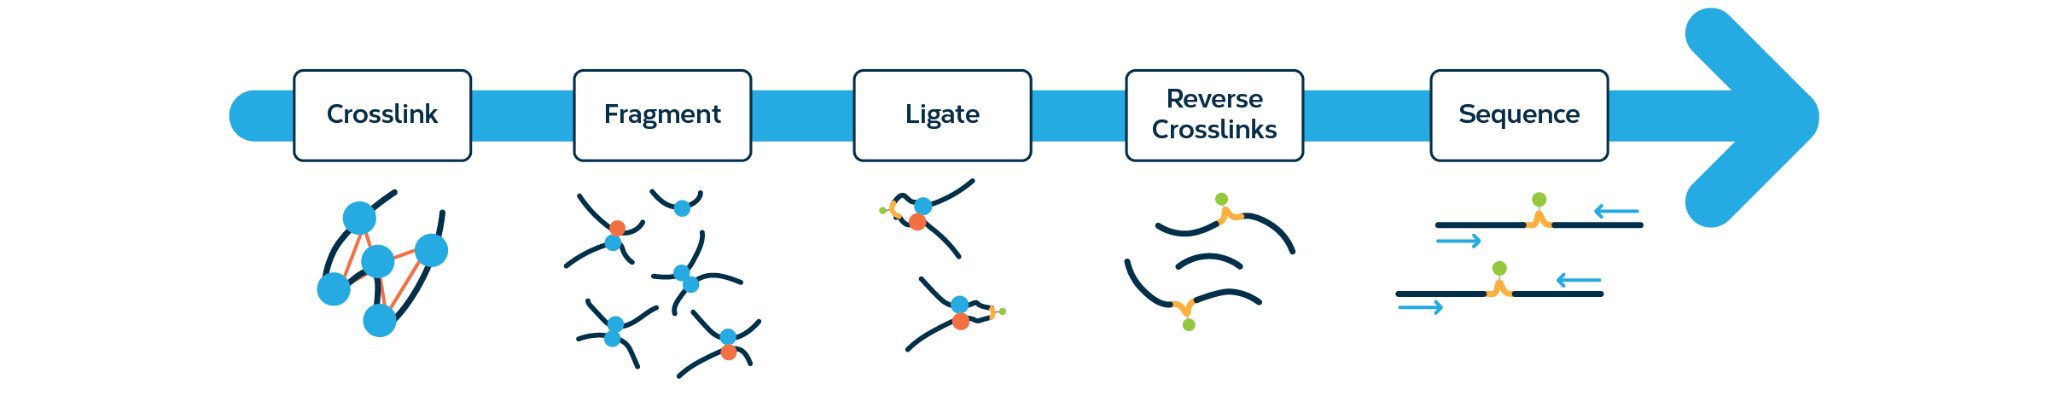 Crosslink
Fragment
Ligate
Reverse
Crosslinks
Sequence